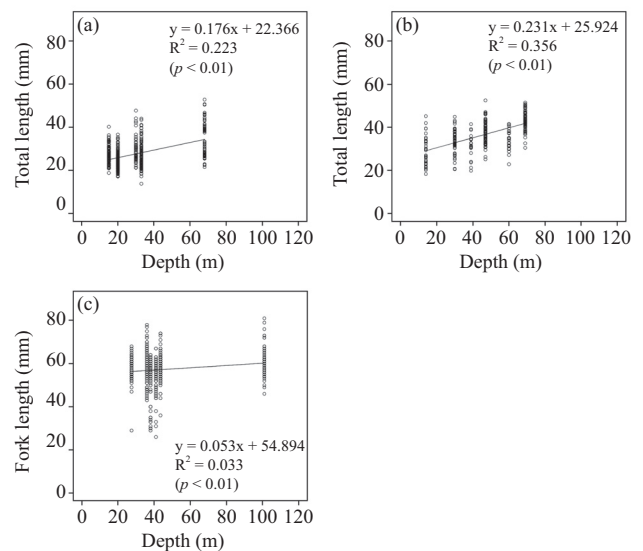 (a)
y = 0.176x + 22.366
R² = 0.223
(p < 0.01)
80
60
40
20
0
Total length (mm)
0 20 40 60 80 100 120
Depth (m)
(b)
y = 0.231x + 25.924
R² = 0.356
(p < 0.01)
80
60
40
20
0
Total length (mm)
0 20 40 60 80 100 120
Depth (m)
(c)
80
60
40
20
0
Fork length (mm)
y = 0.053x + 54.894
R² = 0.033
(p < 0.01)
0 20 40 60 80 100 120
Depth (m)